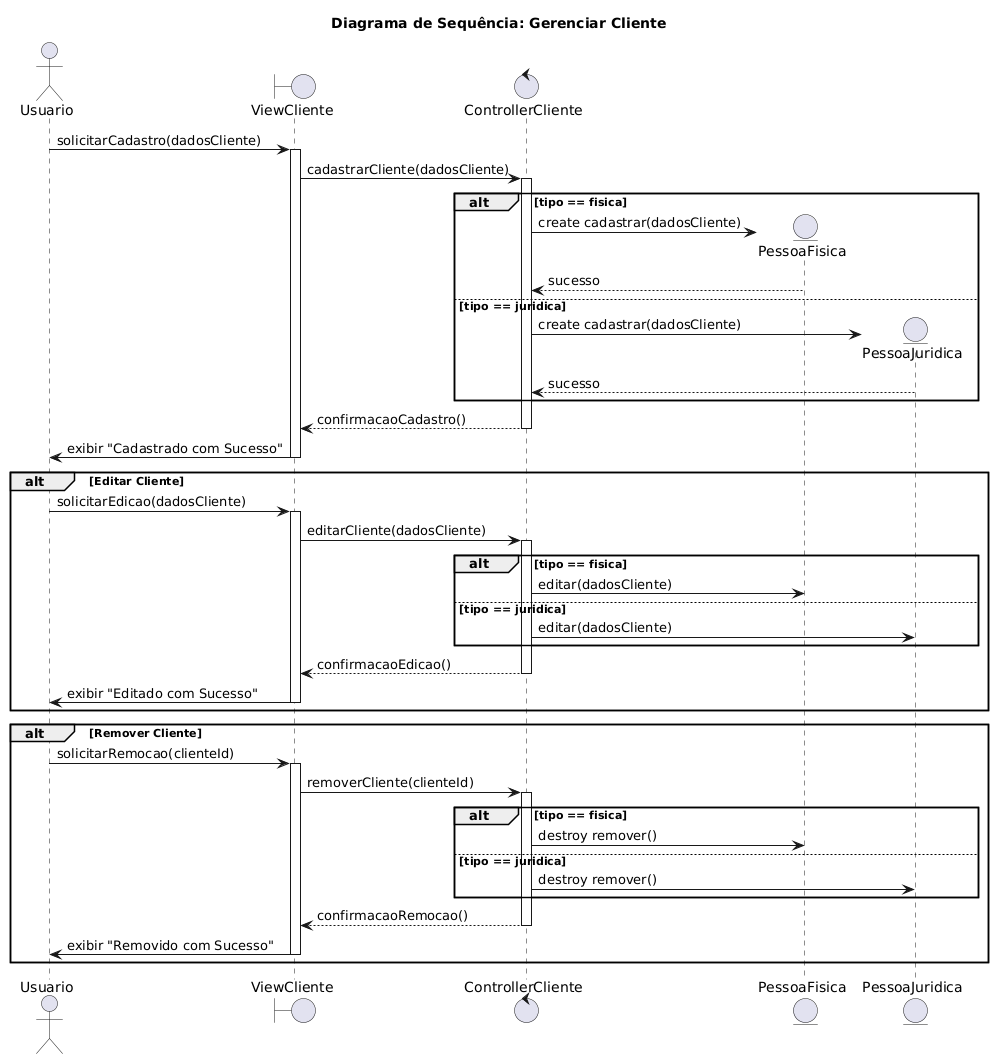 Diagrama de Sequência: Gerenciar Cliente
Usuario
ViewCliente
ControllerCliente
solicitarCadastro(dadosCliente)
cadastrarCliente(dadosCliente)
alt
[tipo == fisica]
create cadastrar(dadosCliente)
PessoaFisica
sucesso
[tipo == juridica]
create cadastrar(dadosCliente)
PessoaJuridica
sucesso
confirmacaoCadastro()
exibir "Cadastrado com Sucesso"
alt
[Editar Cliente]
solicitarEdicao(dadosCliente)
editarCliente(dadosCliente)
alt
[tipo == fisica]
editar(dadosCliente)
[tipo == juridica]
editar(dadosCliente)
confirmacaoEdicao()
exibir "Editado com Sucesso"
alt
[Remover Cliente]
solicitarRemocao(clienteId)
removerCliente(clienteId)
alt
[tipo == fisica]
destroy remover()
[tipo == juridica]
destroy remover()
confirmacaoRemocao()
exibir "Removido com Sucesso"
Usuario
ViewCliente
ControllerCliente
PessoaFisica
PessoaJuridica